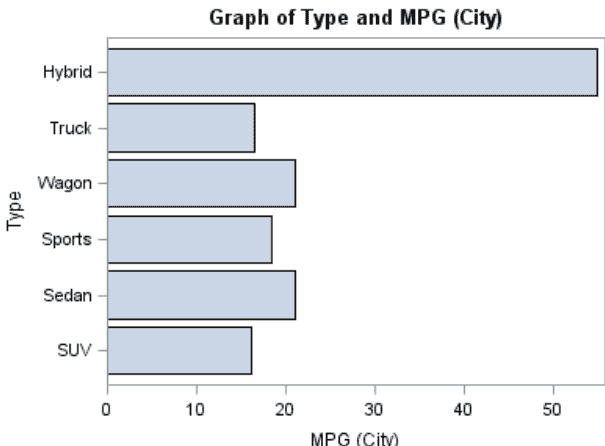 Graph of Type and MPG (City)
Hybrid
Truck
Wagon
Sports
Sedan
SUV
Type
0 10 20 30 40 50
MPG (City)